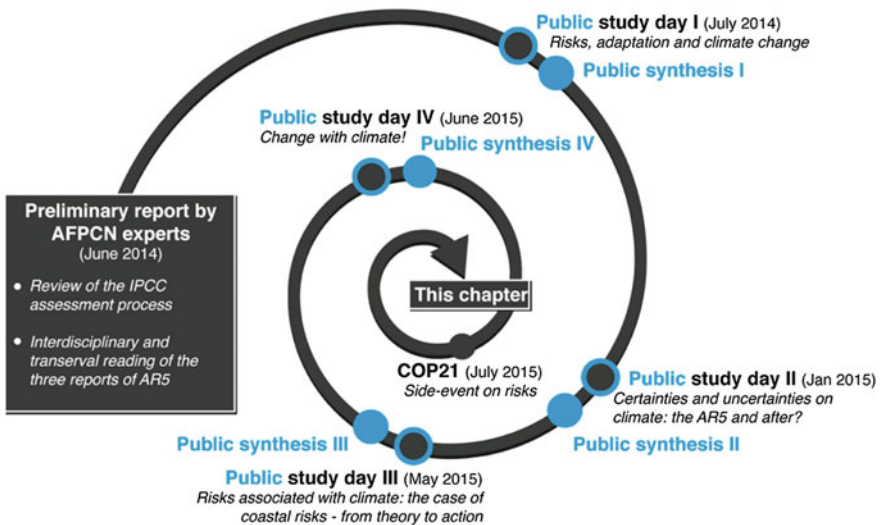 Preliminary report by
AFPCN experts
(June 2014)
• Review of the IPCC
assessment process
• Interdisciplinary and
transerval reading of the
three reports of AR5
Public study day I (July 2014)
Risks, adaptation and climate change
Public synthesis I
Public study day II (Jan 2015)
Certainties and uncertainties on
climate: the AR5 and after?
Public synthesis II
Public study day III (May 2015)
Risks associated with climate: the case of
coastal risks - from theory to action
Public synthesis III
Public study day IV (June 2015)
Change with climate!
Public synthesis IV
COP21 (July 2015)
Side-event on risks
This chapter